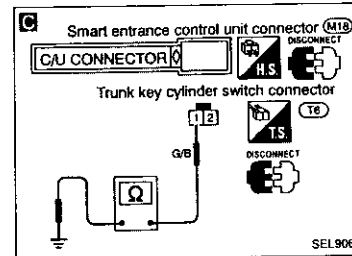 C
Smart entrance control unit connector M18
C/U CONNECTOR
H.S.
DISCONNECT
Trunk key cylinder switch connector
1 2
T.S.
T6
G/B
DISCONNECT
Ω
SEL906